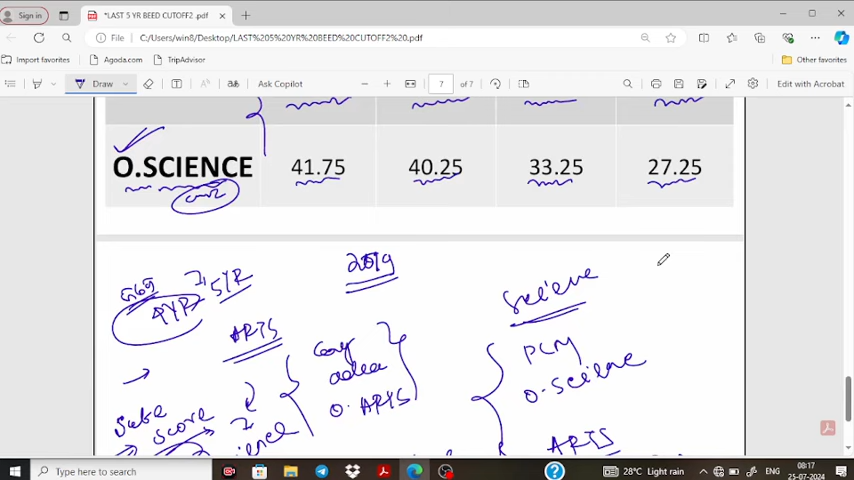 Sign in
*LAST 5 YR BEED CUTOFF2 .pdf
File C:/Users/win8/Desktop/LAST%205%20YR%20BEED%20CUTOFF2%20.pdf
Import favorites Agoda.com TripAdvisor Other favorites
Draw Ask Copilot 7 of 7 Edit with Acrobat
O.SCIENCE 41.75 40.25 33.25 27.25
2019
4YR 5YR
Science
ARTS
PCM
O-Science
O. ARTS
score
ARTS
Type here to search
28°C Light rain ENG 08:17
25-07-2024